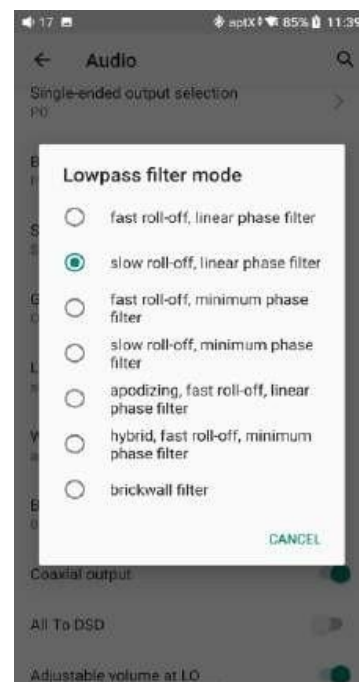 17 aptX 85% 11:39
Audio
Single-ended output selection
PO
Lowpass filter mode
fast roll-off, linear phase filter
slow roll-off, linear phase filter
fast roll-off, minimum phase
filter
slow roll-off, minimum phase
filter
apodizing, fast roll-off, linear
phase filter
hybrid, fast roll-off, minimum
phase filter
brickwall filter
CANCEL
Coaxial output
All To DSD
Adjustable volume at LO